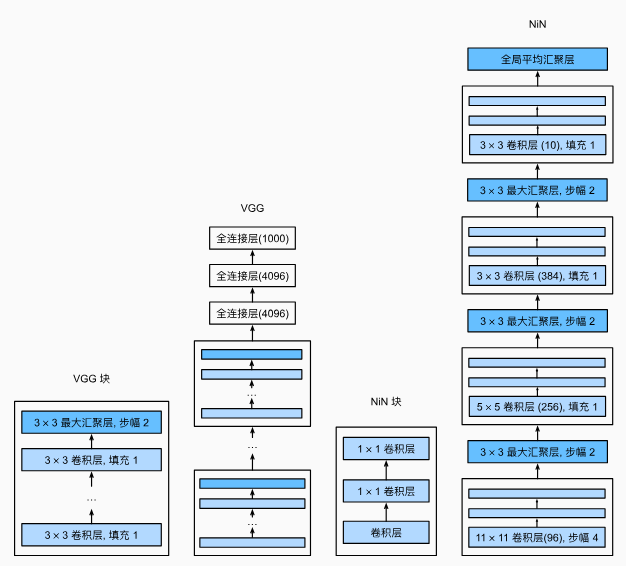 VGG 块
3 × 3 最大汇聚层, 步幅 2
3 × 3 卷积层, 填充 1
...
3 × 3 卷积层, 填充 1
VGG
全连接层(1000)
全连接层(4096)
全连接层(4096)
...
...
...
NiN 块
1 × 1 卷积层
1 × 1 卷积层
卷积层
NiN
全局平均汇聚层
3 × 3 卷积层 (10), 填充 1
3 × 3 最大汇聚层, 步幅 2
3 × 3 卷积层 (384), 填充 1
3 × 3 最大汇聚层, 步幅 2
5 × 5 卷积层 (256), 填充 1
3 × 3 最大汇聚层, 步幅 2
11 × 11 卷积层(96), 步幅 4